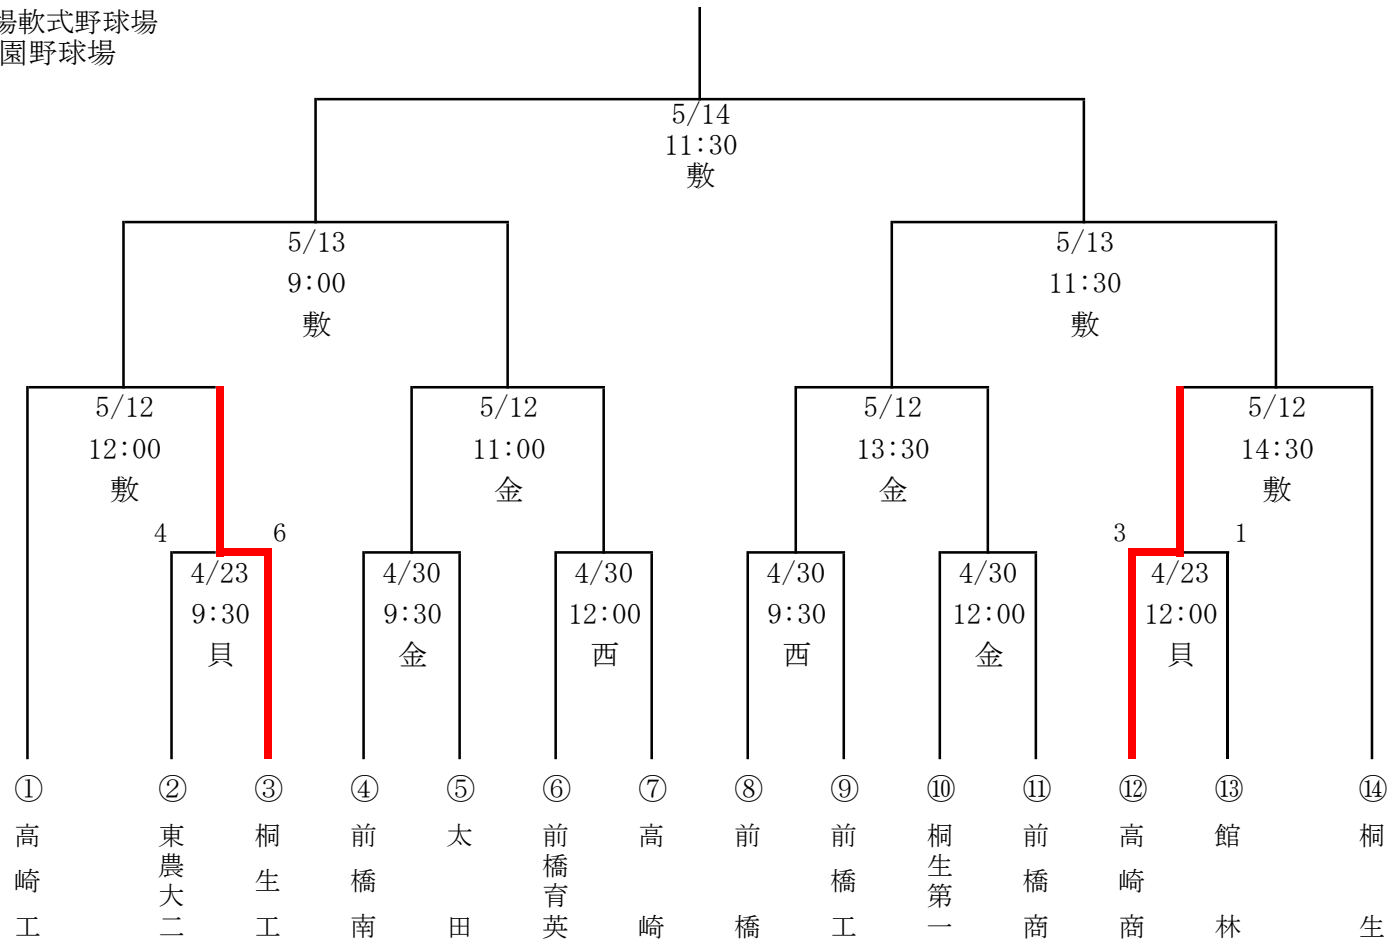 場軟式野球場
園野球場
5/14
11:30
敷
5/13
9:00
敷
5/13
11:30
敷
5/12
12:00
敷
5/12
11:00
金
5/12
13:30
金
5/12
14:30
敷
4
6
3
1
4/23
9:30
貝
4/30
9:30
金
4/30
12:00
西
4/30
9:30
西
4/30
12:00
金
4/23
12:00
貝
①
高崎工
②
東農大二
③
桐生工
④
前橋南
⑤
太田
⑥
前橋育英
⑦
高崎
⑧
前橋
⑨
前橋工
⑩
桐生第一
⑪
前橋商
⑫
高崎商
⑬
館林
⑭
桐生